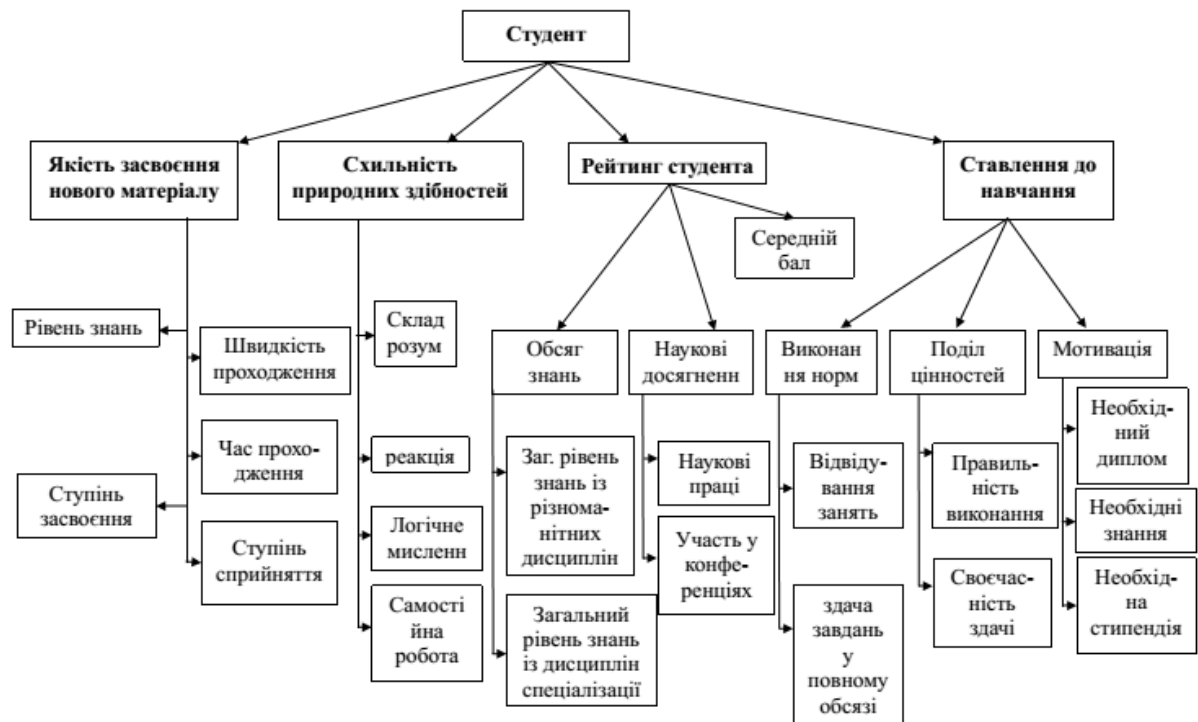 Студент
Якість засвоєння
нового матеріалу
Схильність
природних здібностей
Рейтинг студента
Ставлення до
навчання
Середній
бал
Рівень знань
Швидкість
проходження
Час прохо-
дження
Ступінь
засвоєння
Ступінь
сприйняття
Склад
розум
реакція
Логічне
мисленн
Самості
йна
робота
Обсяг
знань
Заг. рівень
знань із
різнома-
нітних
дисциплін
Загальний
рівень знань
із дисциплін
спеціалізації
Наукові
досягненн
Наукові
праці
Участь у
конфе-
ренціях
Виконан
ня норм
Відвіду-
вання
занять
здача
завдань
у
повному
обсязі
Поділ
цінностей
Правиль-
ність
виконання
Своєчас-
ність
здачі
Мотивація
Необхід-
ний
диплом
Необхідні
знання
Необхід-
на
стипендія